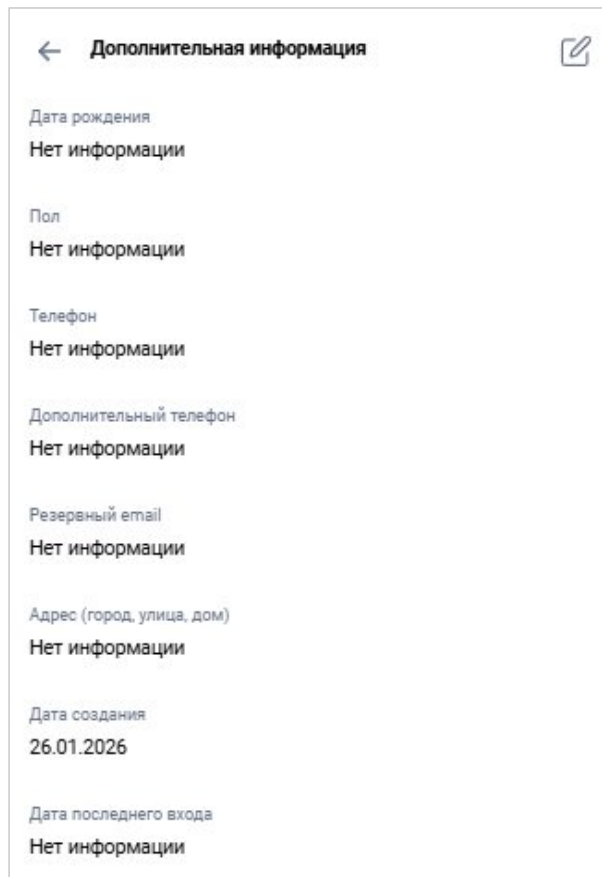 Дополнительная информация
Дата рождения
Нет информации
Пол
Нет информации
Телефон
Нет информации
Дополнительный телефон
Нет информации
Резервный email
Нет информации
Адрес (город, улица, дом)
Нет информации
Дата создания
26.01.2026
Дата последнего входа
Нет информации